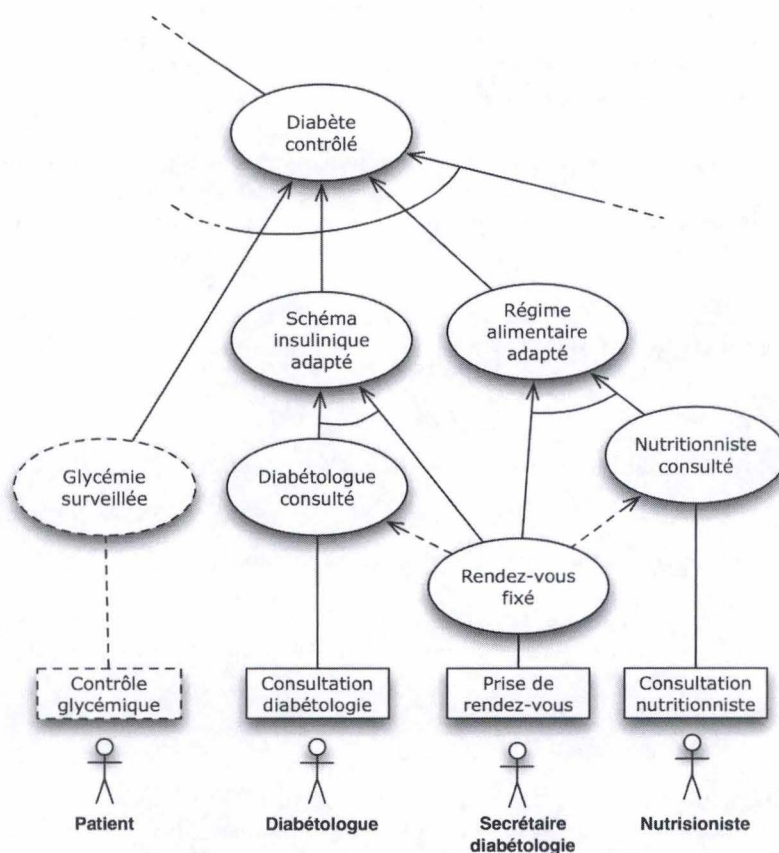 Diabète
contrôlé
Schéma
insulinique
adapté
Régime
alimentaire
adapté
Glycémie
surveillée
Diabétologue
consulté
Nutritionniste
consulté
Rendez-vous
fixé
Contrôle
glycémique
Consultation
diabétologie
Prise de
rendez-vous
Consultation
nutritionniste
Patient
Diabétologue
Secrétaire
diabétologie
Nutrisioniste